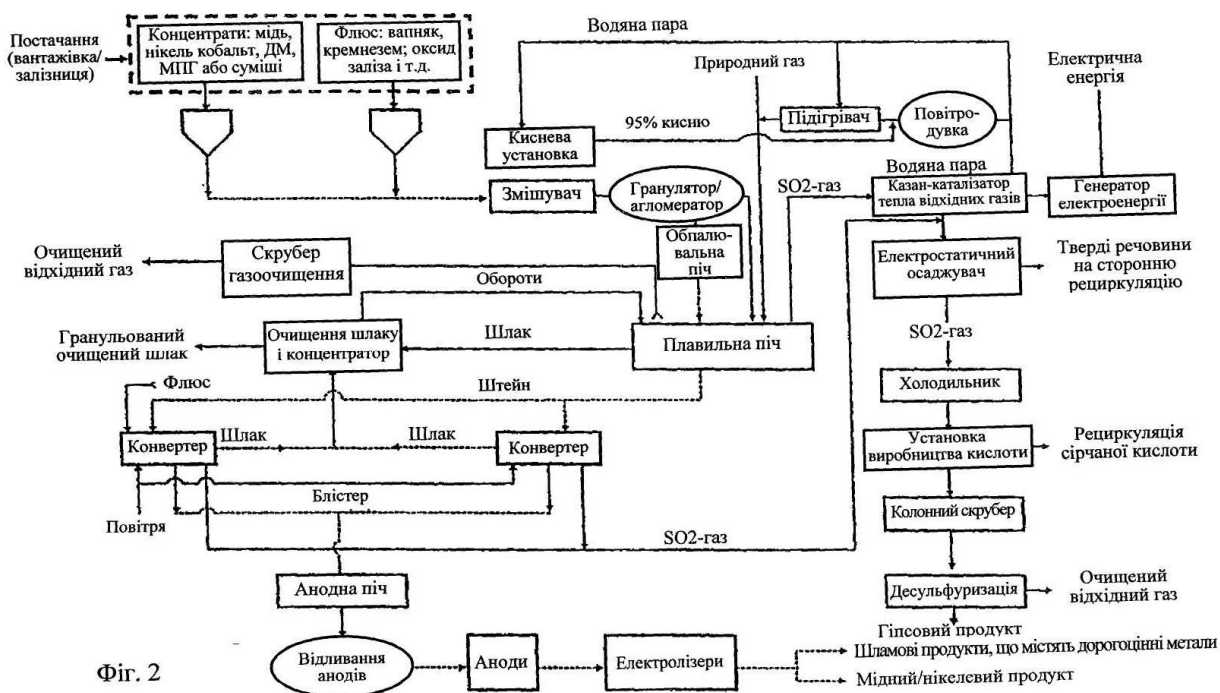 Постачання
(вантажівка/
залізниця)
Концентрати: мідь,
нікель кобальт, ДМ,
МПГ або суміші
Флюс: вапняк,
кремнезем; оксид
заліза і т.д.
Водяна пара
Природний газ
Електрична
енергія
Підігрівач
Повітро-
дувка
95% кисню
Киснева
установка
Водяна пара
Змішувач
Гранулятор/
агломератор
SO2-газ
Казан-каталізатор
тепла відхідних газів
Генератор
електроенергії
Очищений
відхідний газ
Скрубер
газоочищення
Обпалю-
вальна
піч
Електростатичний
осаджувач
Тверді речовини
на сторонню
рециркуляцію
Обороти
Гранульований
очищений шлак
Очищення шлаку
і концентратор
Шлак
Плавильна піч
SO2-газ
Флюс
Штейн
Холодильник
Конвертер
Шлак
Шлак
Конвертер
Установка
виробництва кислоти
Рециркуляція
сірчаної кислоти
Блістер
Повітря
Колонний скрубер
SO2-газ
Анодна піч
Десульфуризація
Очищений
відхідний газ
Гіпсовий продукт
Фіг. 2
Відливання
анодів
Аноди
Електролізери
Шламові продукти, що містять дорогоцінні метали
Мідний/нікелевий продукт